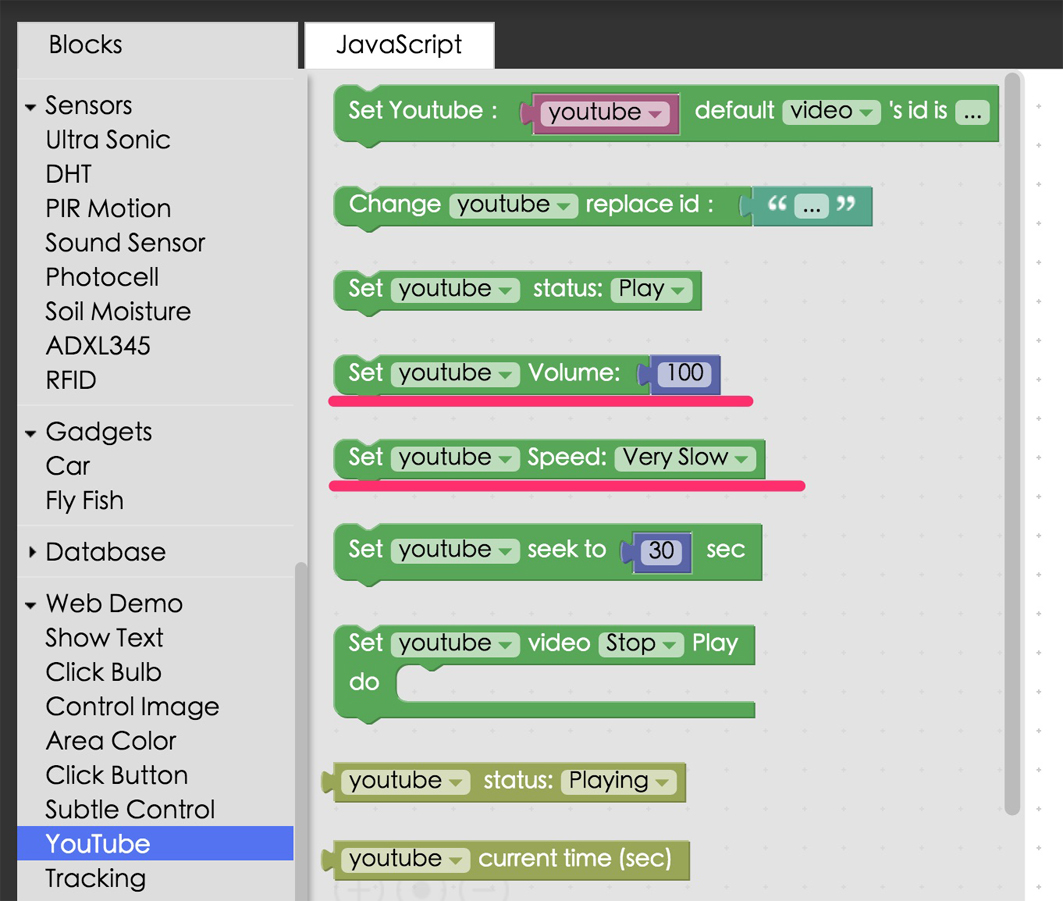 Blocks
JavaScript
Sensors
Ultra Sonic
DHT
PIR Motion
Sound Sensor
Photocell
Soil Moisture
ADXL345
RFID
Gadgets
Car
Fly Fish
Database
Web Demo
Show Text
Click Bulb
Control Image
Area Color
Click Button
Subtle Control
YouTube
Tracking
Set Youtube : youtube default video 's id is ...
Change youtube replace id : “ ... ”
Set youtube status: Play
Set youtube Volume: 100
Set youtube Speed: Very Slow
Set youtube seek to 30 sec
Set youtube video Stop Play
do
youtube status: Playing
youtube current time (sec)